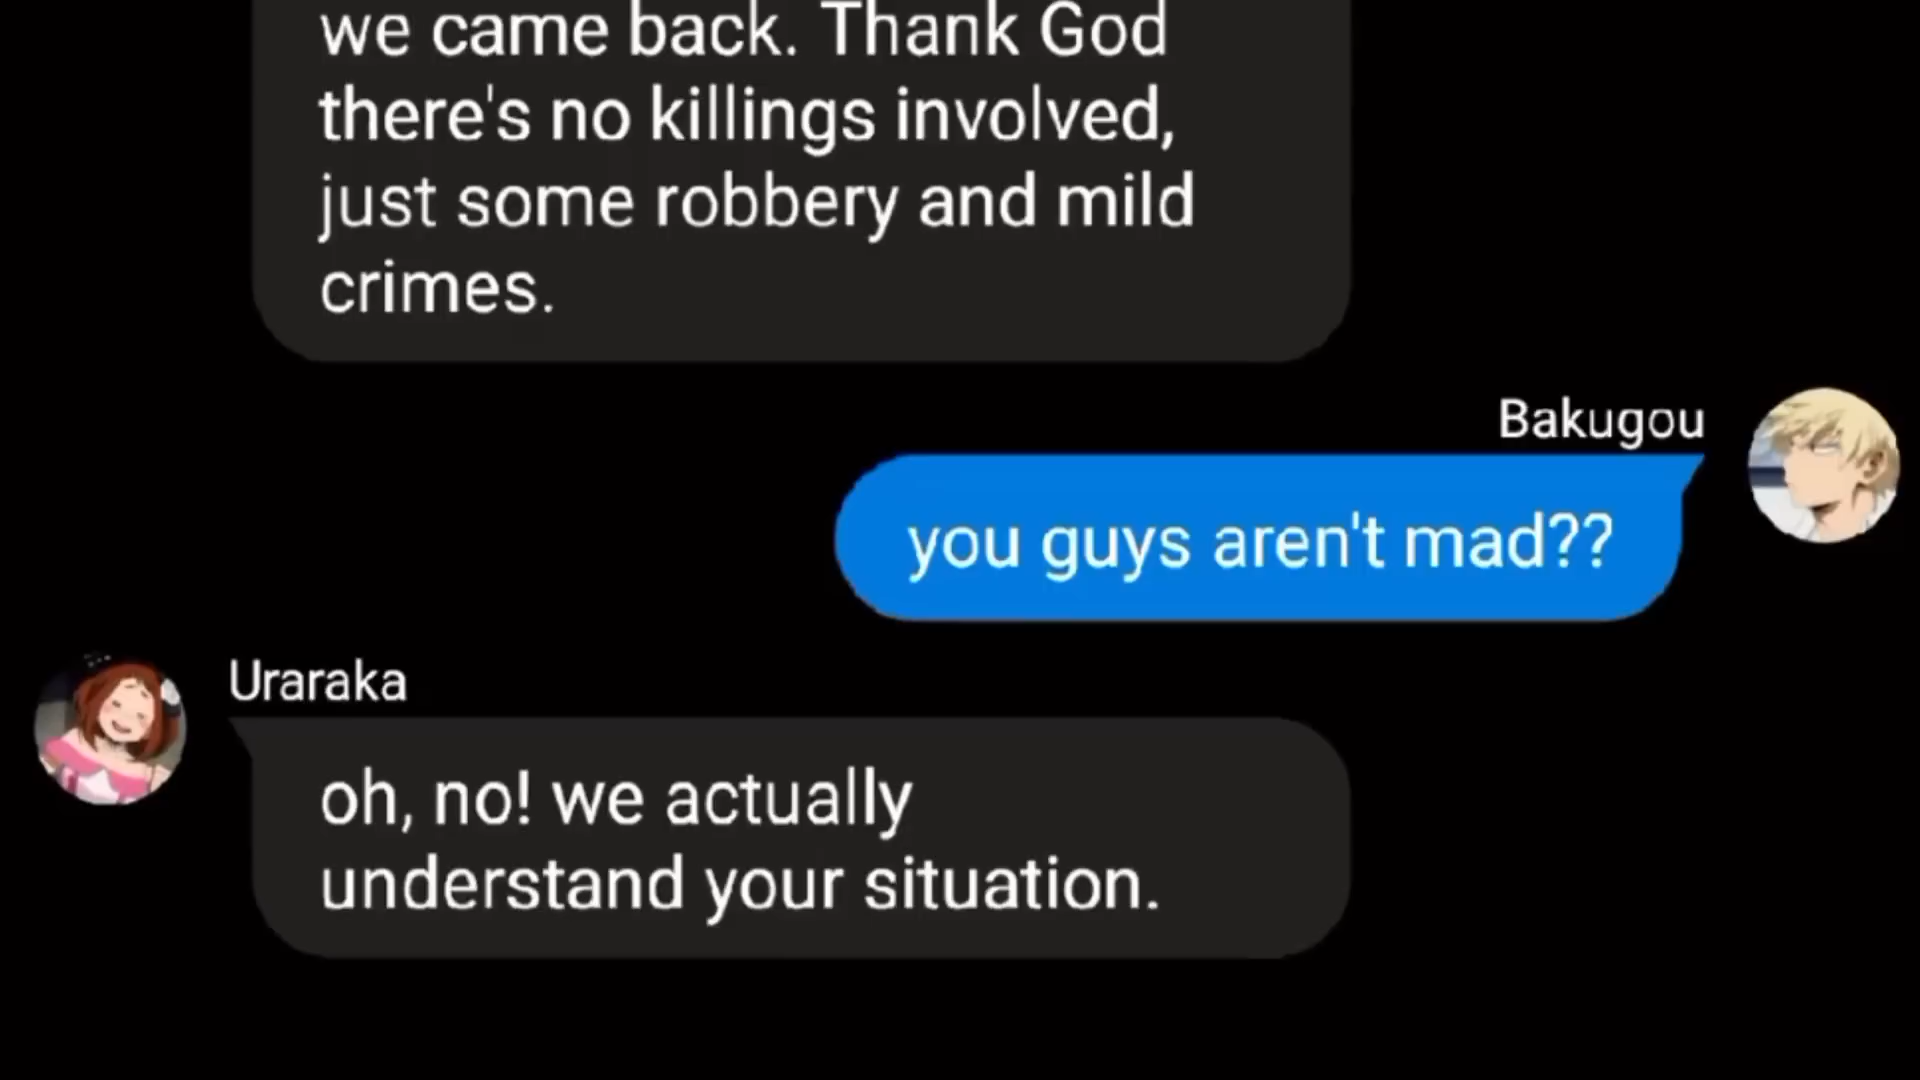 we came back. Thank God
there's no killings involved,
just some robbery and mild
crimes.
Bakugou
you guys aren't mad??
Uraraka
oh, no! we actually
understand your situation.